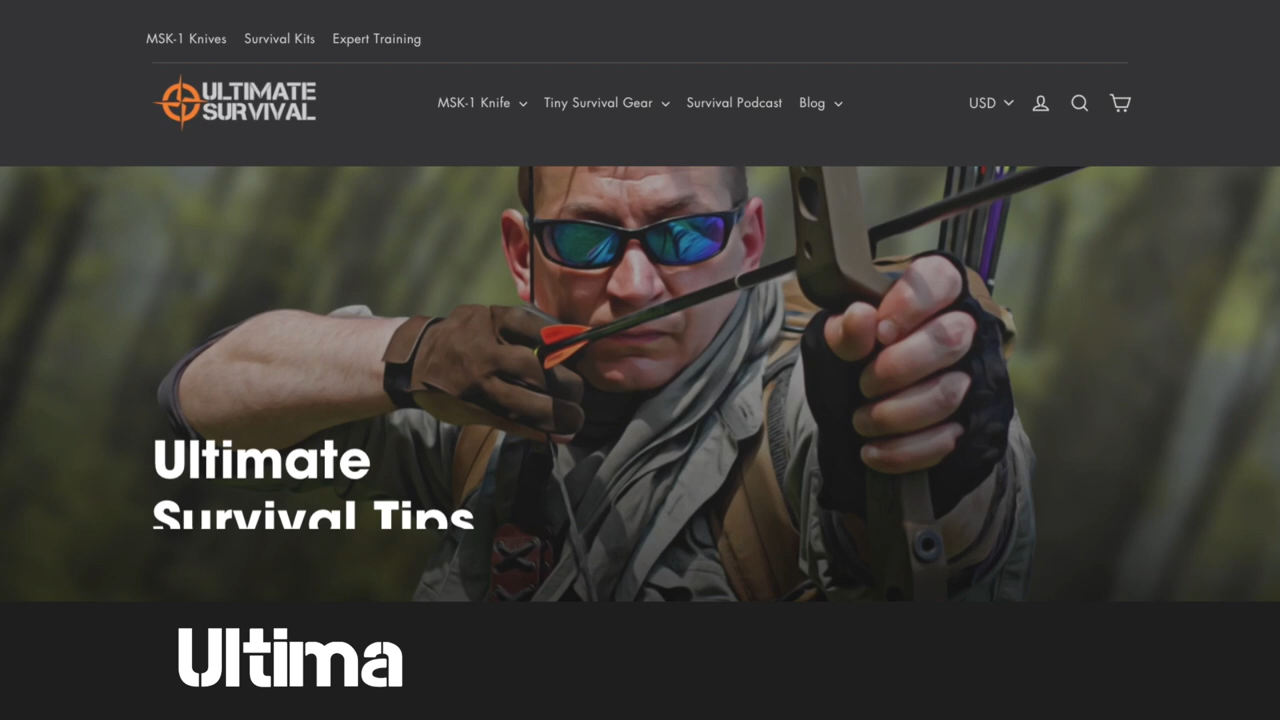 MSK-1 Knives Survival Kits Expert Training
ULTIMATE
SURVIVAL
MSK-1 Knife Tiny Survival Gear Survival Podcast Blog USD
Ultimate
Survival Tips
Ultima